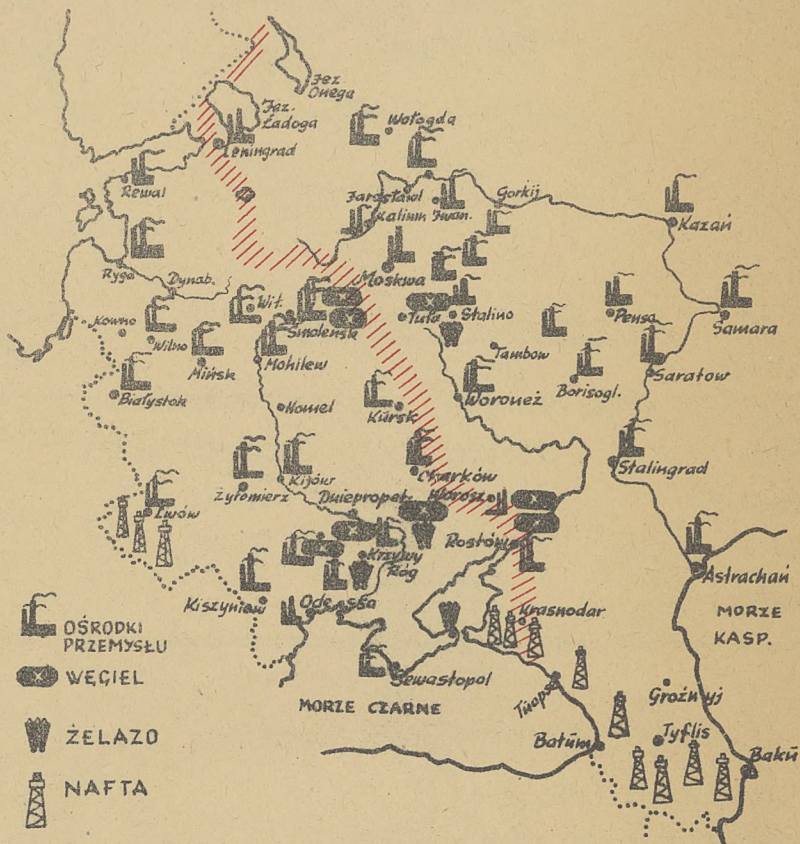 Jez.
Onega
Jez.
Ładoga
Wołogda
Leningrad
Rewal
Jarosławl
Gorkij
Kalinin Iwan.
Kazań
Ryga
Dynab.
Moskwa
Wit.
Kowno
Wilno
Smoleńsk
Tuła
Stalino
Pensa
Samara
Mińsk
Mohilew
Tambow
Białystok
Borisogl.
Saratow
Homel
Kursk
Woroneż
Charków
Stalingrad
Żytomierz
Kijów
Dniepropet.
Worosz.
Lwów
Rostów
Krzywy
Róg
Astrachań
Kiszyniów
Odessa
Krasnodar
MORZE
KASP.
OŚRODKI
PRZEMYSŁU
WĘGIEL
Sewastopol
Tuapse
Groźnyj
MORZE CZARNE
ŻELAZO
Batum
Tyflis
Baku
NAFTA